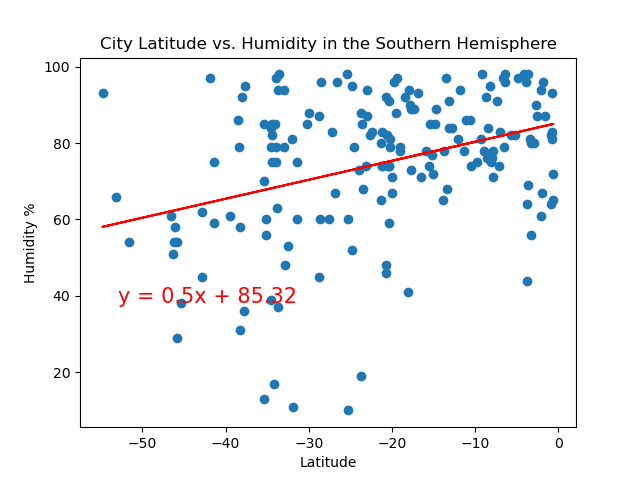 City Latitude vs. Humidity in the Southern Hemisphere
100
80
60
40
20
Humidity %
y = 0.5x + 85.32
−50 −40 −30 −20 −10 0
Latitude